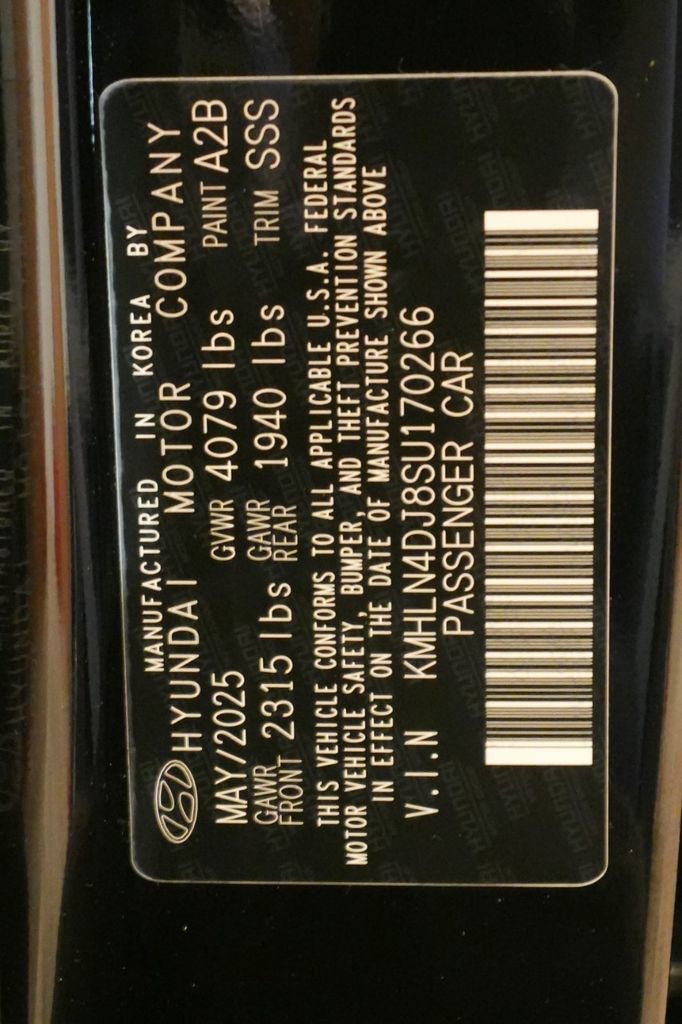 MANUFACTURED IN KOREA BY
HYUNDAI MOTOR COMPANY
MAY/2025 GVWR 4079 lbs PAINT A2B
GAWR FRONT 2315 lbs GAWR REAR 1940 lbs TRIM SSS
THIS VEHICLE CONFORMS TO ALL APPLICABLE U.S.A. FEDERAL
MOTOR VEHICLE SAFETY, BUMPER, AND THEFT PREVENTION STANDARDS
IN EFFECT ON THE DATE OF MANUFACTURE SHOWN ABOVE
V.I.N KMHLN4DJ8SU170266
PASSENGER CAR